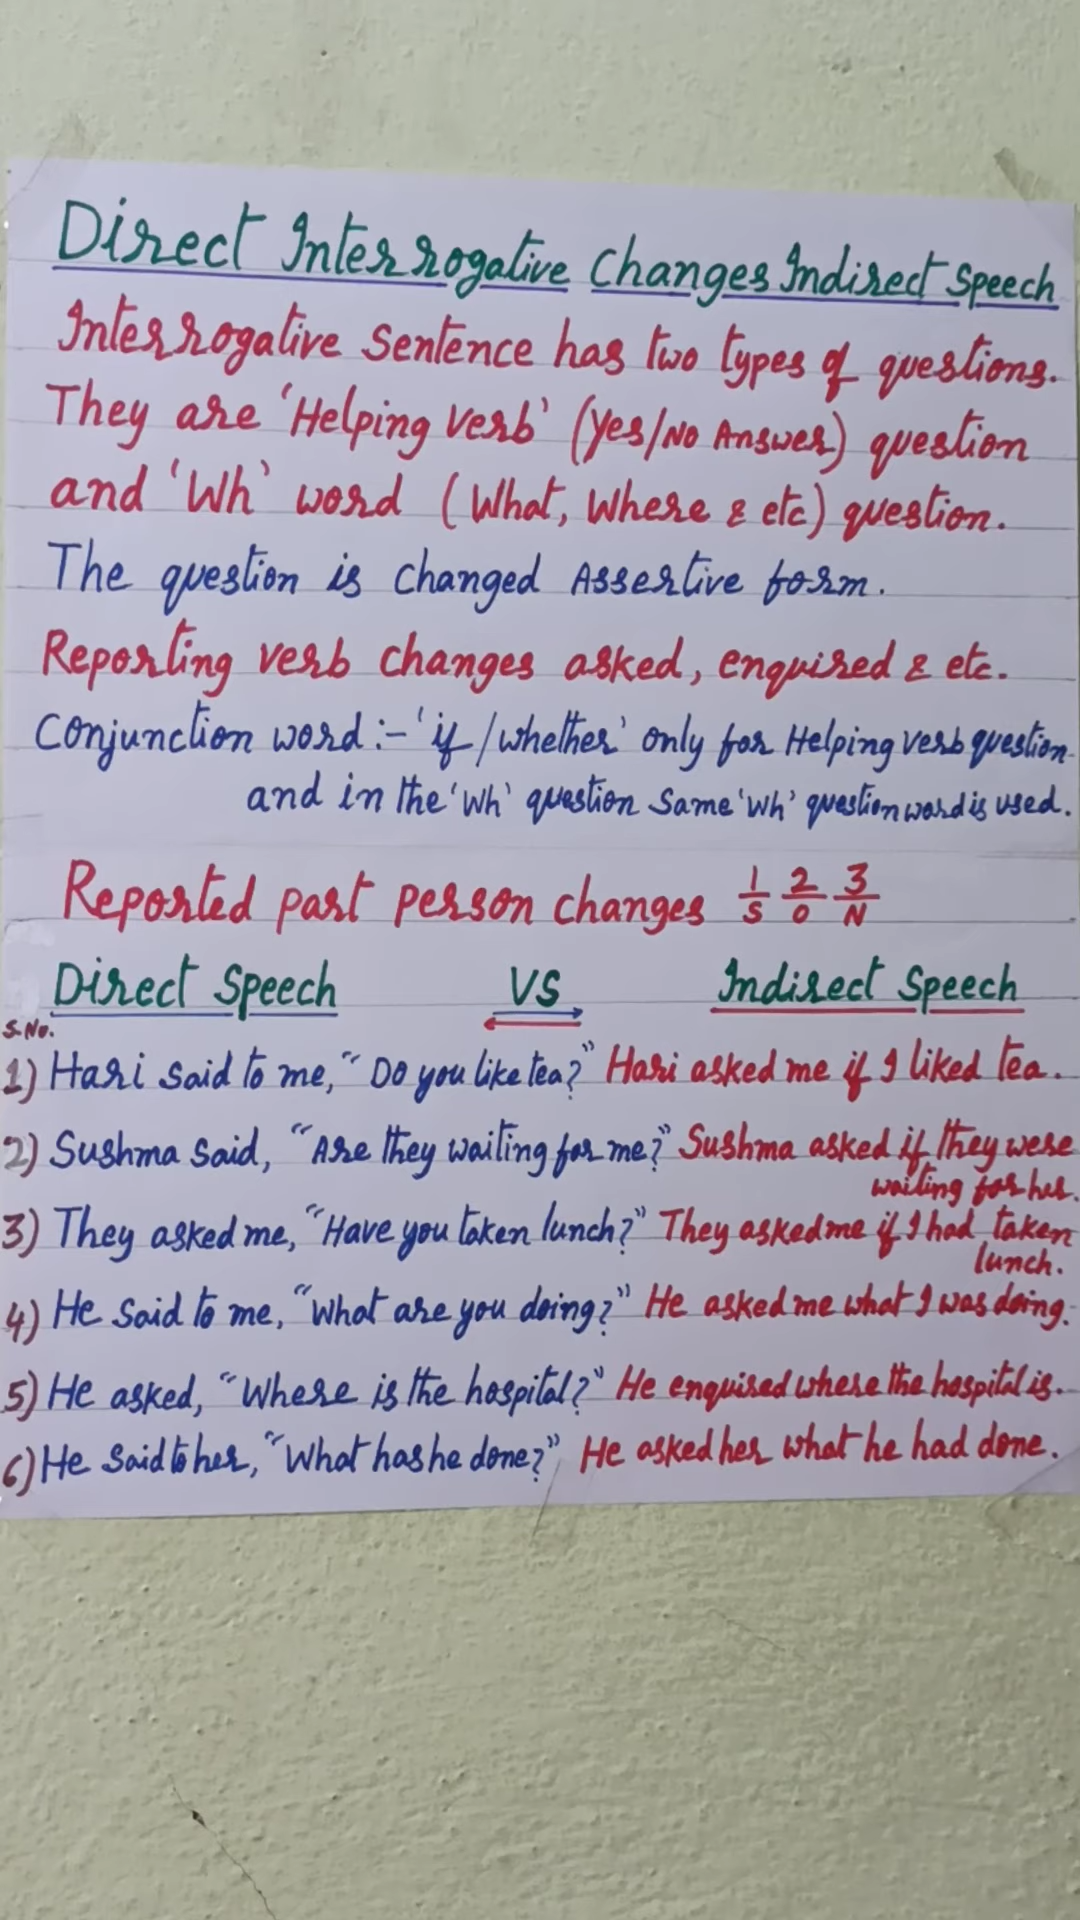 Direct Interrogative Changes Indirect Speech
Interrogative Sentence has two types of questions.
They are 'Helping Verb' (Yes/No Answer) question
and 'Wh' word (What, Where & etc) question.
The question is changed Assertive form.
Reporting verb changes asked, enquired & etc.
Conjunction word :- 'if/whether' only for Helping verb question
and in the 'Wh' question Same 'Wh' question word is used.
Reported part person changes 1/S 2/O 3/N
Direct Speech VS Indirect Speech
S.No.
1) Hari said to me, "Do you like tea?" Hari asked me if I liked tea.
2) Sushma said, "Are they waiting for me?" Sushma asked if they were
waiting for her.
3) They asked me, "Have you taken lunch?" They asked me if I had taken
lunch.
4) He said to me, "What are you doing?" He asked me what I was doing.
5) He asked, "Where is the hospital?" He enquired where the hospital is.
6) He said to her, "What has he done?" He asked her what he had done.